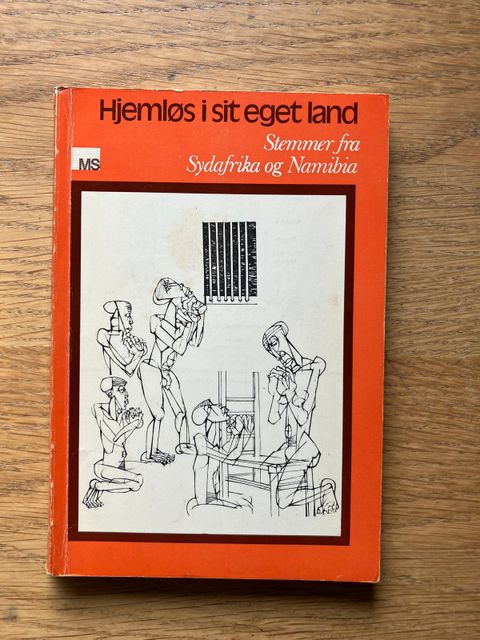 Hjemløs i sit eget land
Stemmer fra
Sydafrika og Namibia
MS